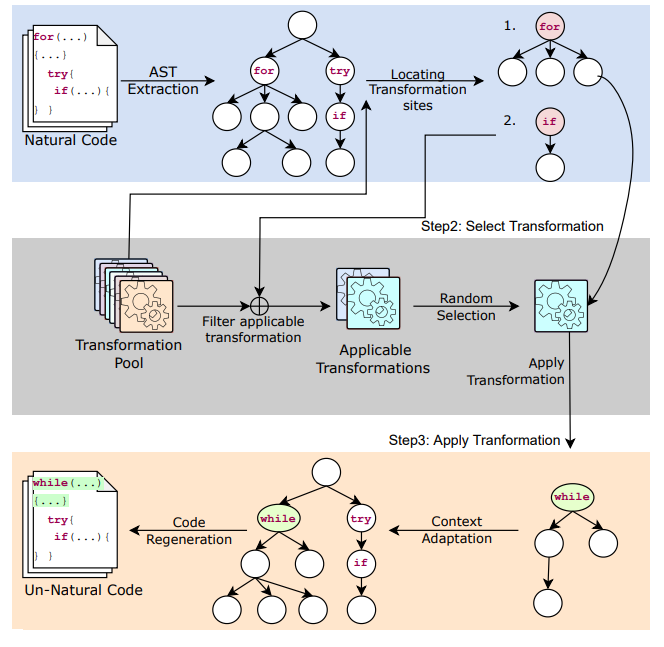 for(...)
{...}
try{
if(...){
} }
Natural Code
AST
Extraction
for
try
if
Locating
Transformation
sites
1.
for
2.
if
Step2: Select Transformation
Transformation
Pool
Filter applicable
transformation
Applicable
Transformations
Random
Selection
Apply
Transformation
Step3: Apply Tranformation
while(...)
{...}
try{
if(...){
} }
Un-Natural Code
Code
Regeneration
while
try
if
Context
Adaptation
while